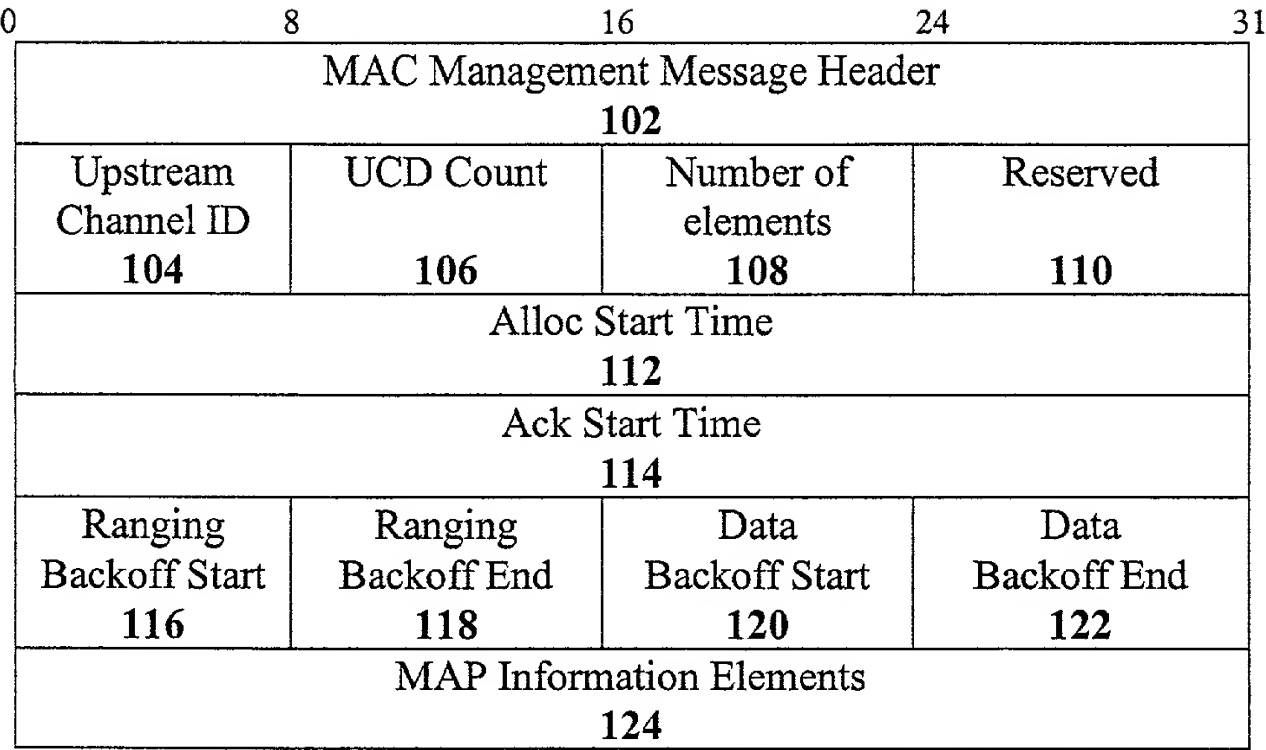 0 8 16 24 31
MAC Management Message Header
102
Upstream UCD Count Number of Reserved
Channel ID elements
104 106 108 110
Alloc Start Time
112
Ack Start Time
114
Ranging Ranging Data Data
Backoff Start Backoff End Backoff Start Backoff End
116 118 120 122
MAP Information Elements
124